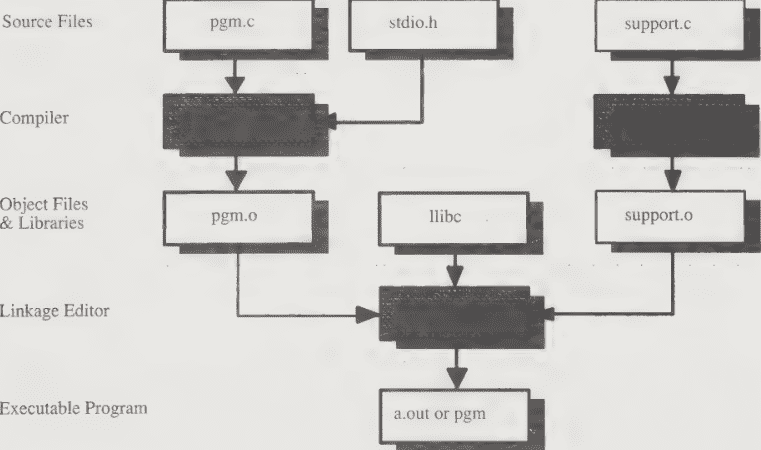 Source Files
pgm.c
stdio.h
support.c
Compiler
Object Files
& Libraries
pgm.o
llibc
support.o
Linkage Editor
Executable Program
a.out or pgm